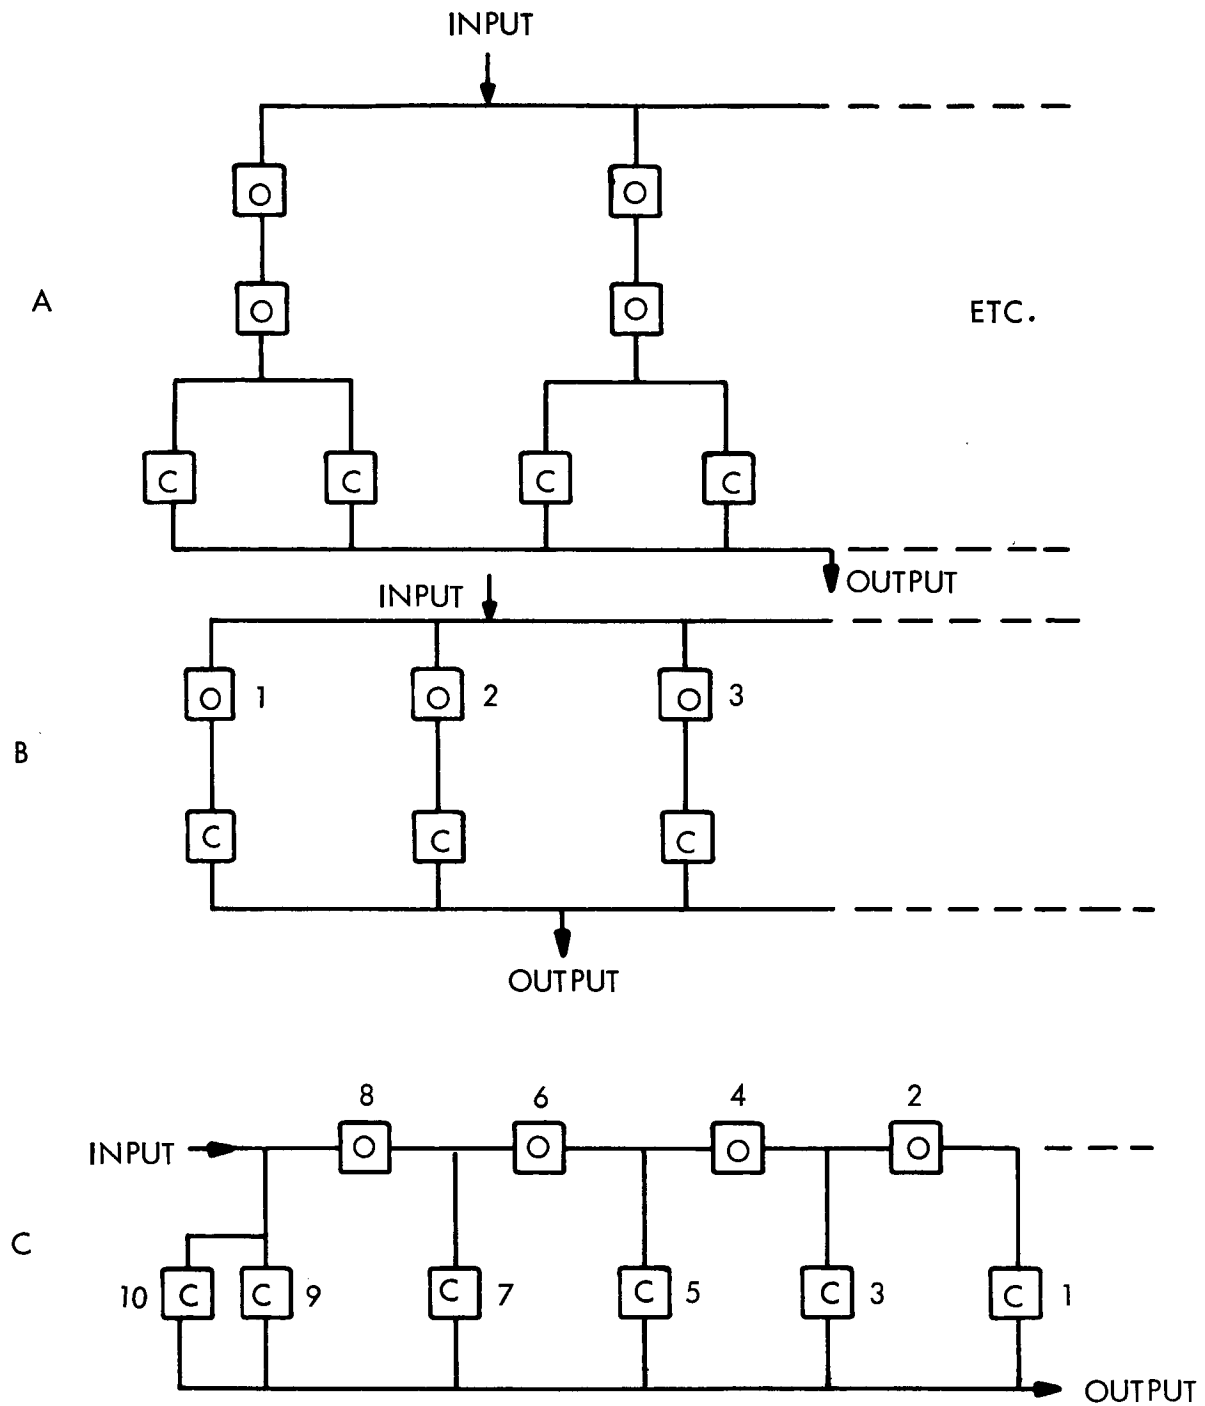 INPUT
O O
A O O ETC.
C C C C
OUTPUT
INPUT
O 1 O 2 O 3
B
C C C
OUTPUT
8 6 4 2
INPUT O O O O
C
10 C C 9 C 7 C 5 C 3 C 1
OUTPUT